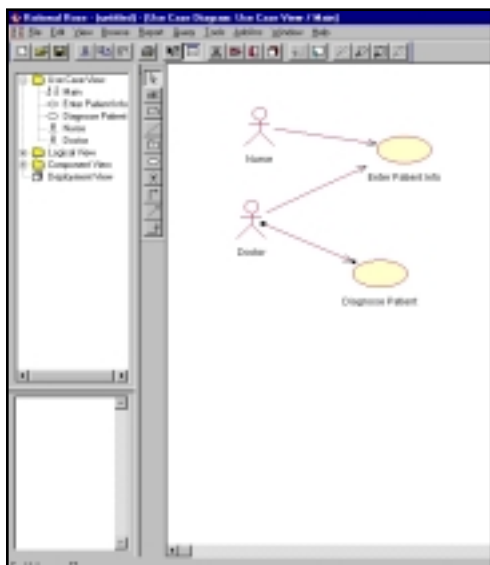 Rational Rose - (untitled) - [Use Case Diagram: Use Case View / Main]
File Edit View Browse Report Query Tools Add-Ins Window Help
Use Case View
Main
Enter Patient Info
Diagnose Patient
Nurse
Doctor
Logical View
Component View
Deployment View
Nurse
Enter Patient Info
Doctor
Diagnose Patient